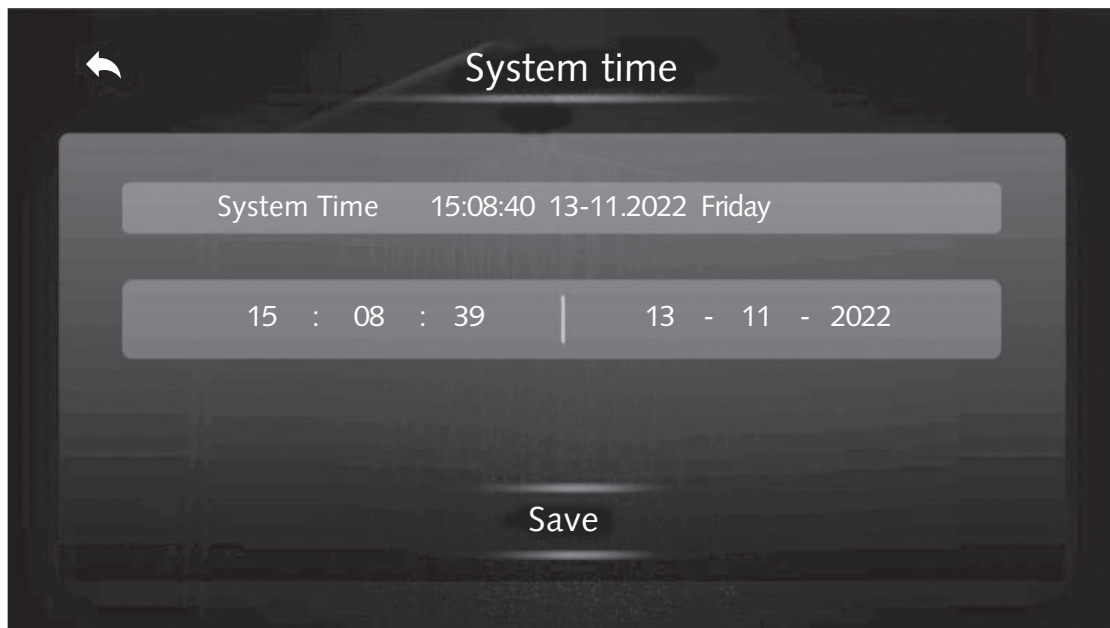 System time
System Time 15:08:40 13-11.2022 Friday
15 : 08 : 39 | 13 - 11 - 2022
Save